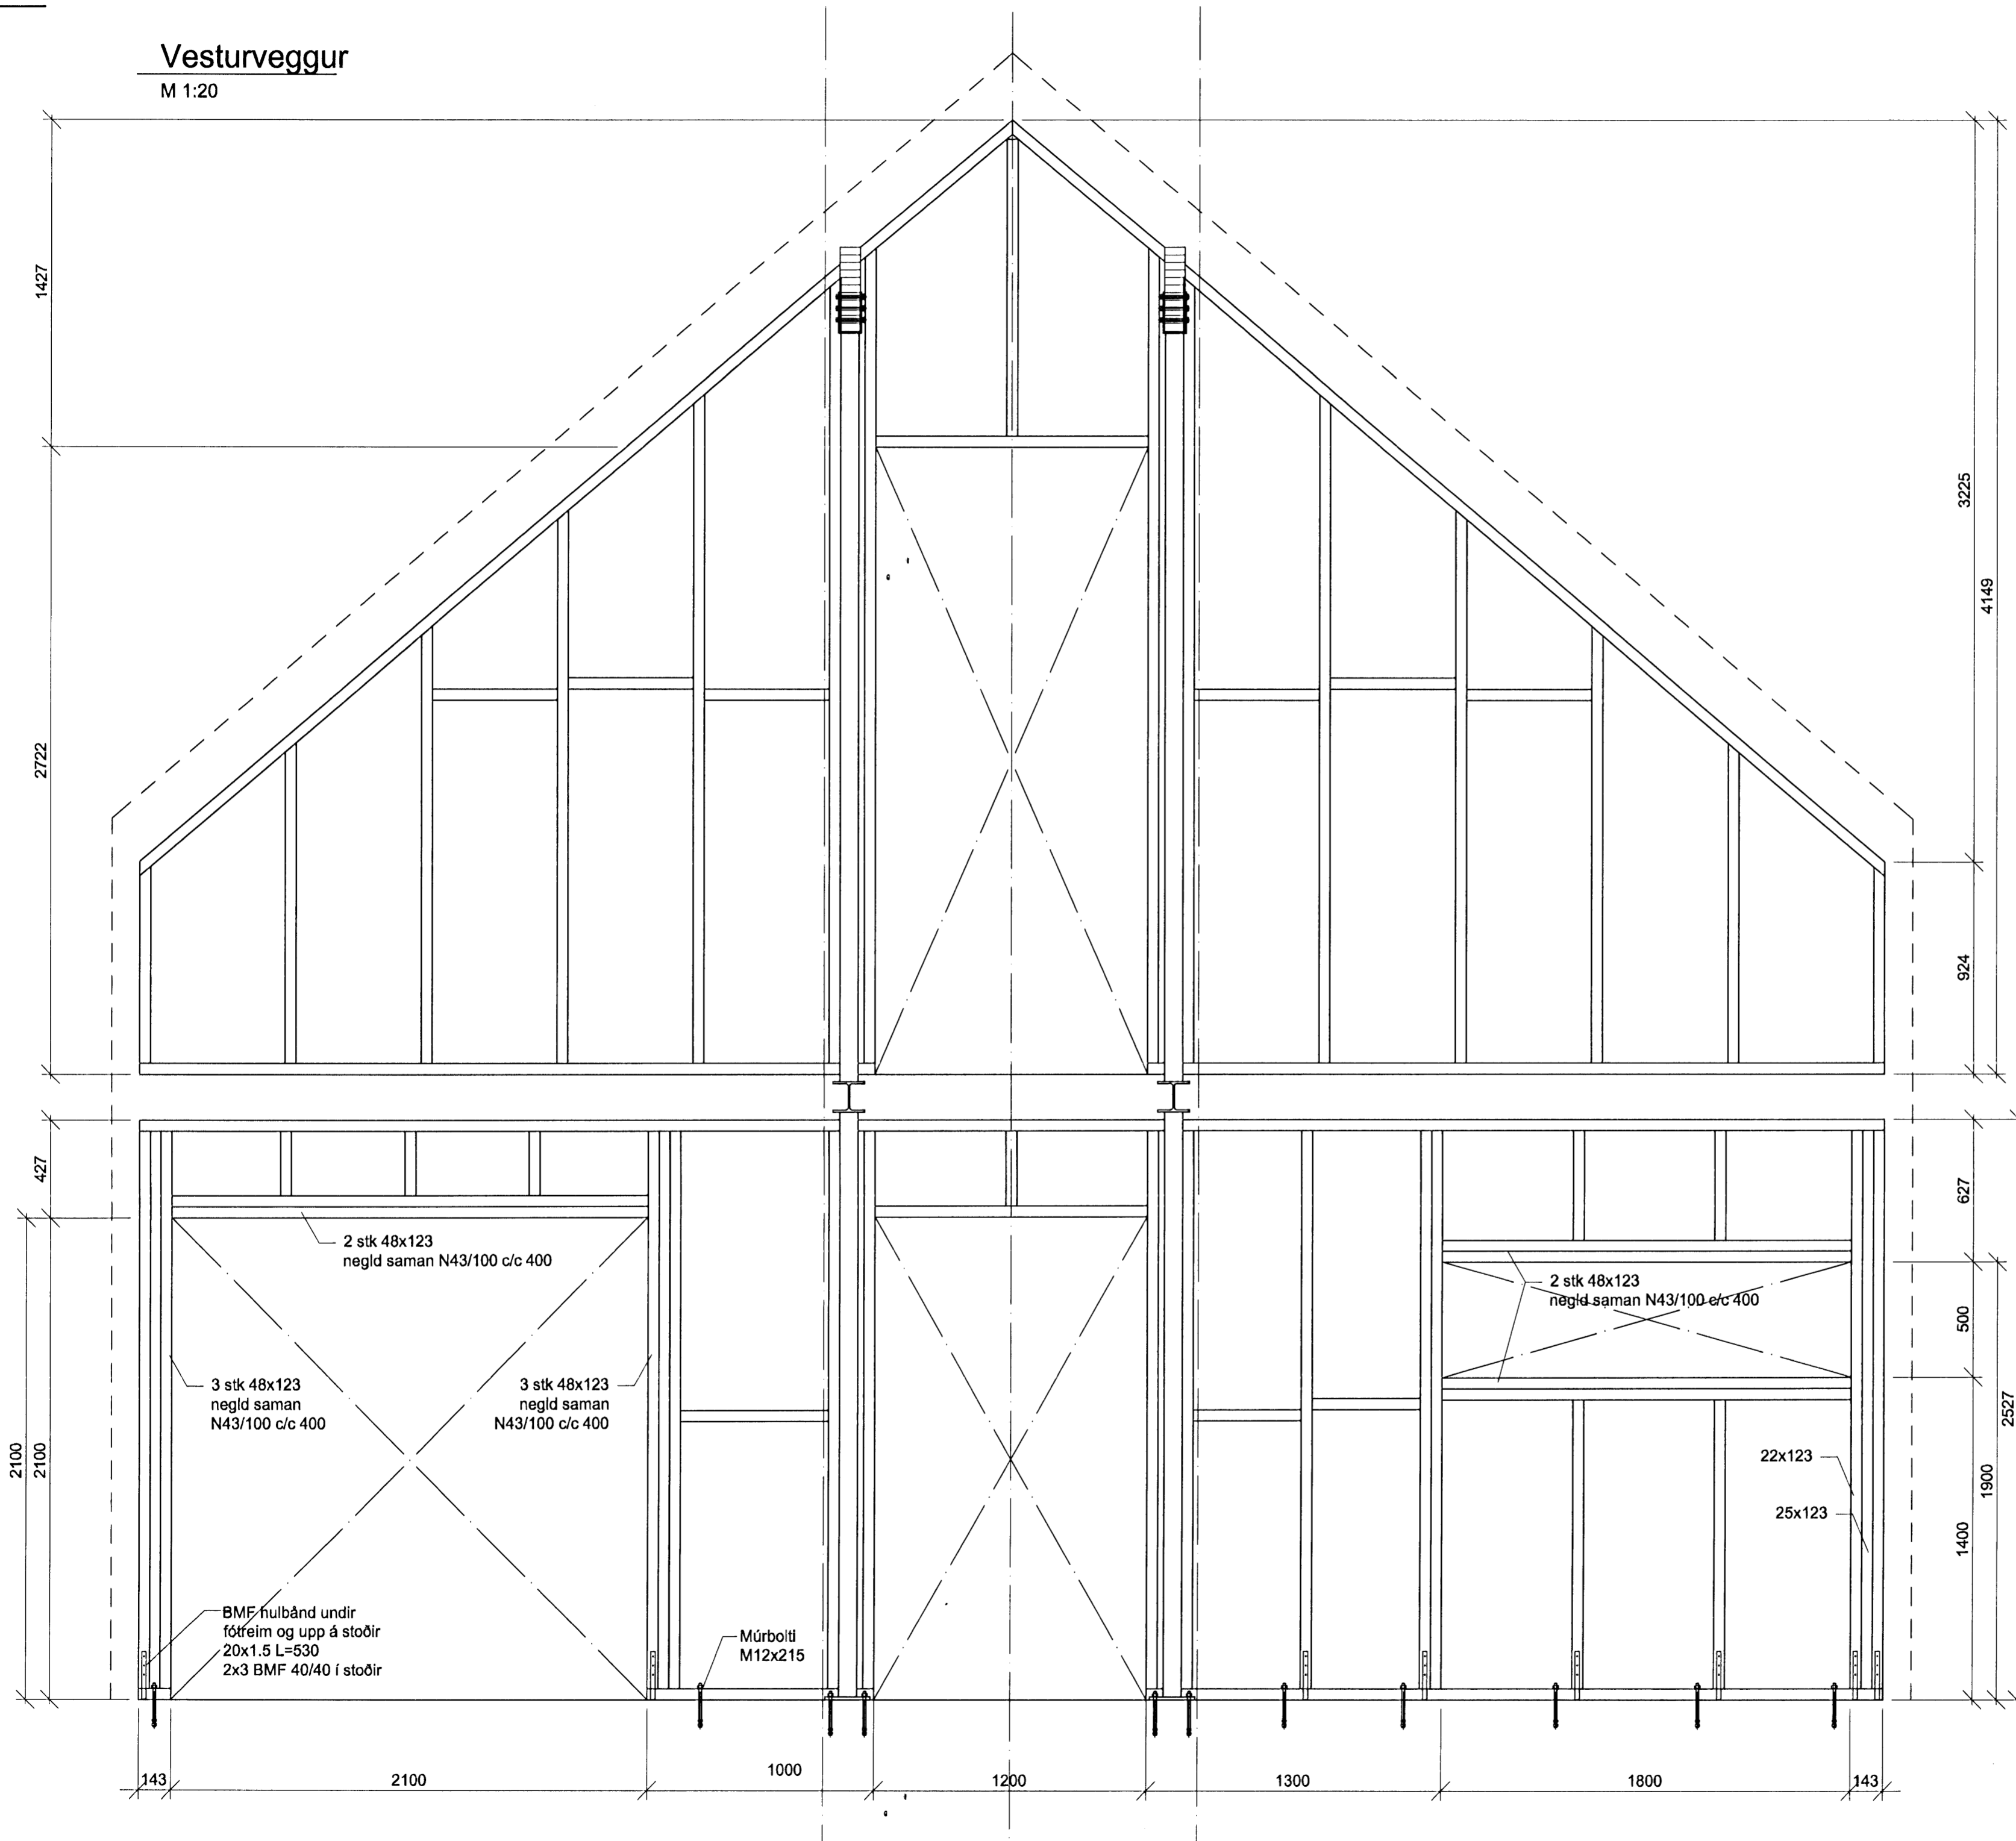 Vesturveggur
M 1:20
1427
2722
3225
4149
924
427
2100
2100
627
500
1400
1900
2527
2 stk 48x123
negld saman N43/100 c/c 400
2 stk 48x123
negld saman N43/100 c/c 400
3 stk 48x123
negld saman
N43/100 c/c 400
3 stk 48x123
negld saman
N43/100 c/c 400
22x123
25x123
BMF hulbånd undir
fótreim og upp á stoðir
20x1.5 L=530
2x3 BMF 40/40 í stoðir
Múrbolti
M12x215
143
2100
1000
1200
1300
1800
143